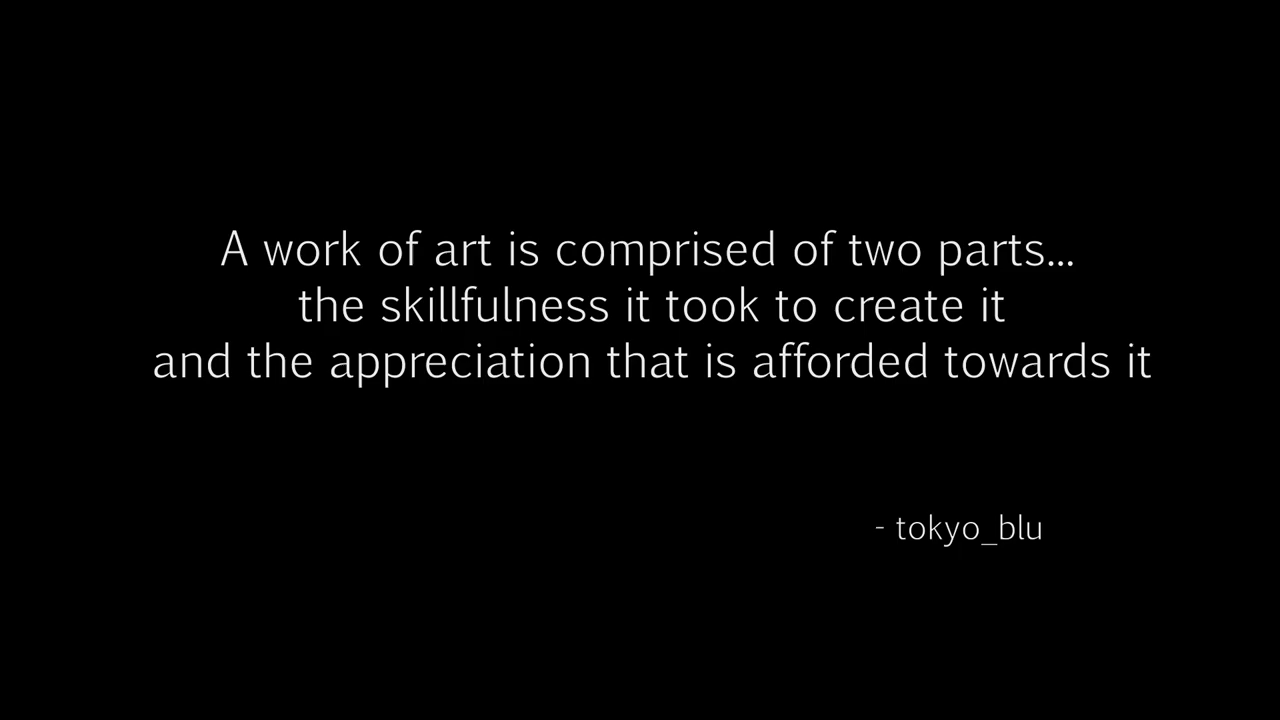 A work of art is comprised of two parts...
the skillfulness it took to create it
and the appreciation that is afforded towards it
- tokyo_blu